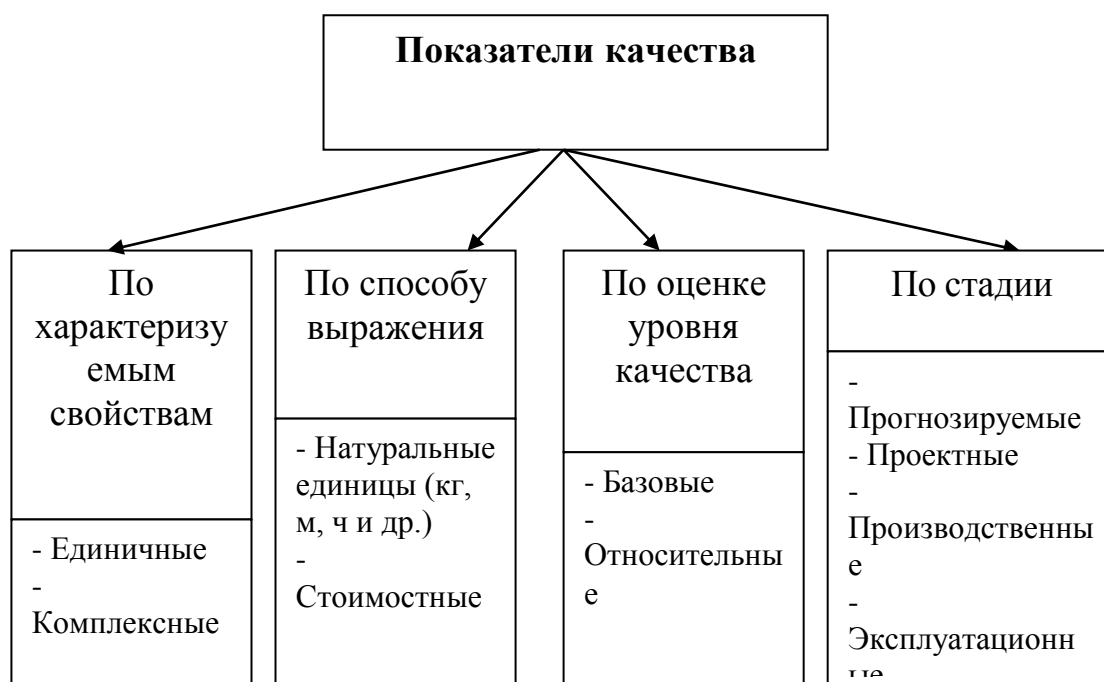 Показатели качества
По
характеризу
емым
свойствам
- Единичные
-
Комплексные
По способу
выражения
- Натуральные
единицы (кг,
м, ч и др.)
-
Стоимостные
По оценке
уровня
качества
- Базовые
-
Относительны
е
По стадии
-
Прогнозируемые
- Проектные
-
Производственны
е
-
Эксплуатационн
ые